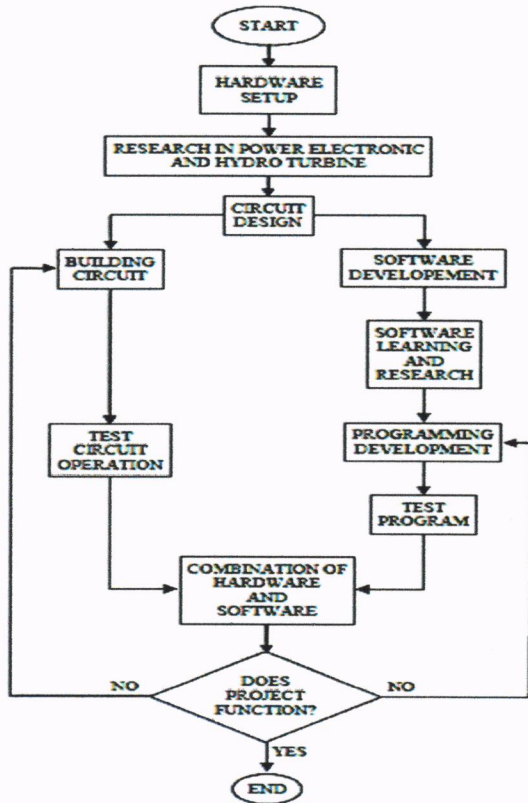 START
HARDWARE
SETUP
RESEARCH IN POWER ELECTRONIC
AND HYDRO TURBINE
CIRCUIT
DESIGN
BUILDING
CIRCUIT
SOFTWARE
DEVELOPEMENT
SOFTWARE
LEARNING
AND
RESEARCH
TEST
CIRCUIT
OPERATION
PROGRAMMING
DEVELOPMENT
TEST
PROGRAM
COMBINATION OF
HARDWARE
AND
SOFTWARE
NO
DOES
PROJECT
FUNCTION?
NO
YES
END